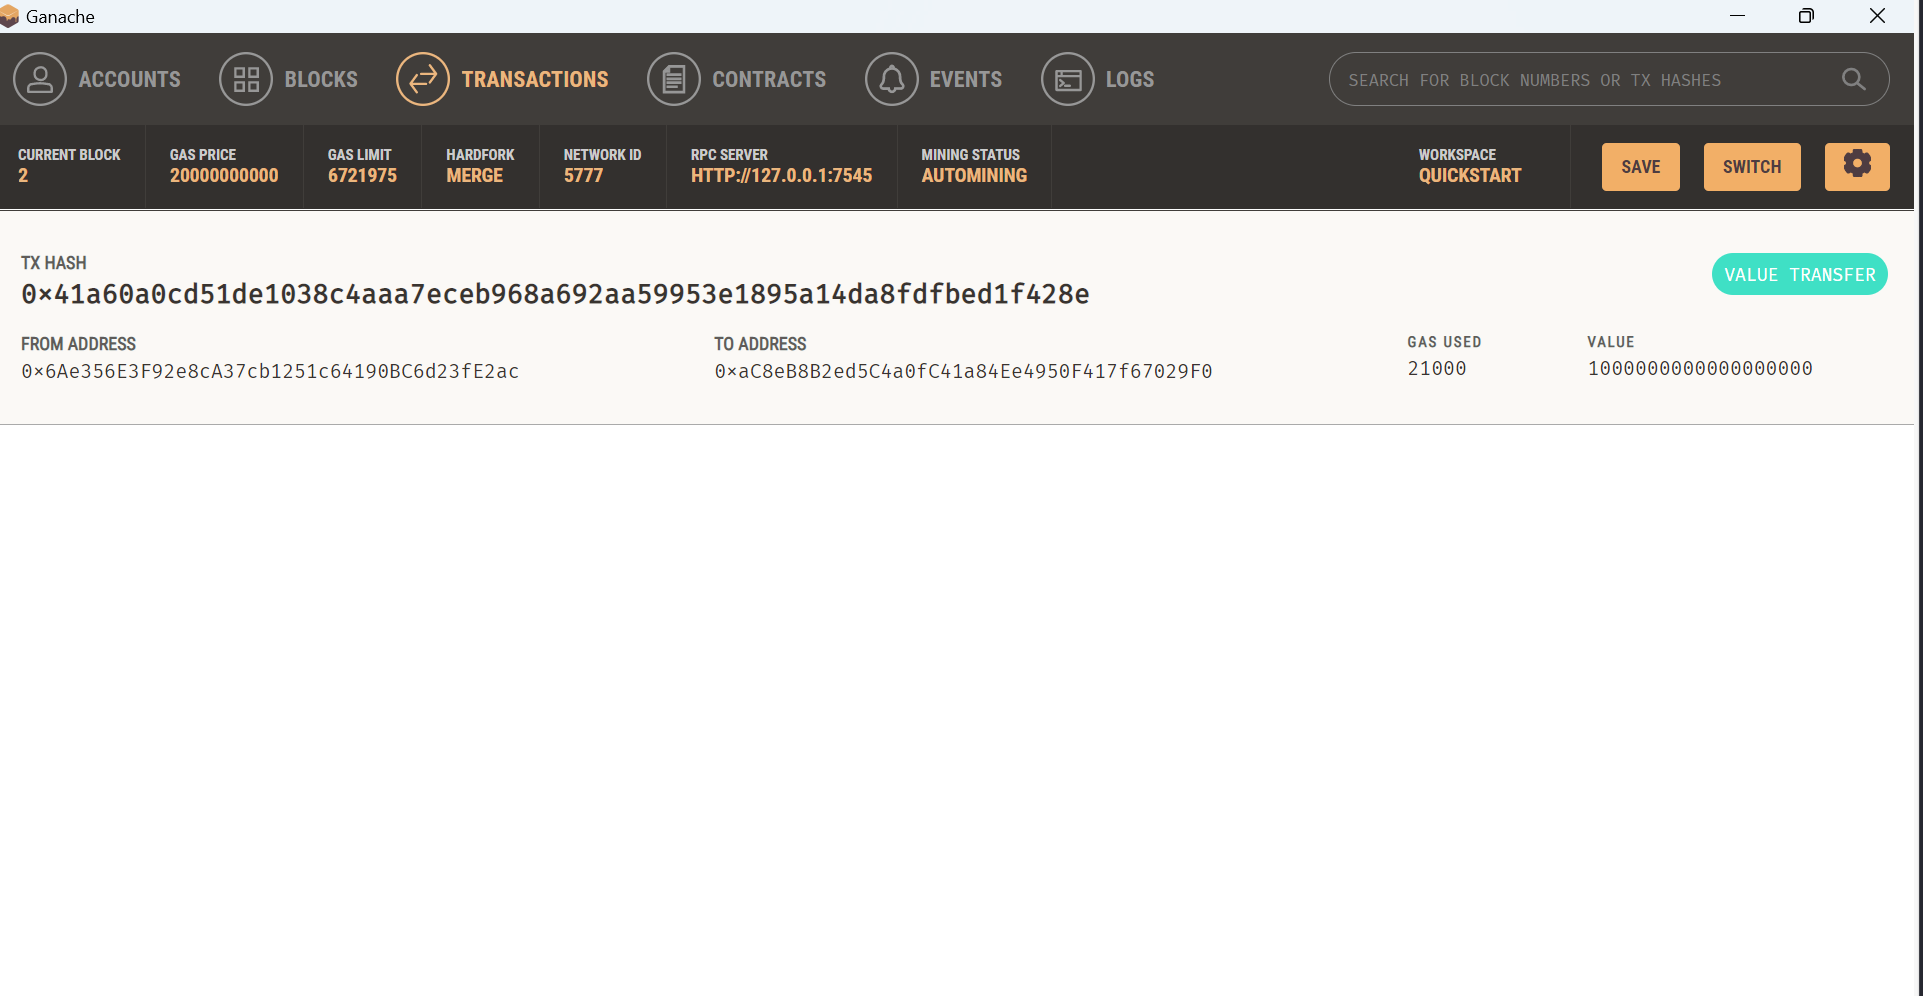 Ganache
ACCOUNTS BLOCKS TRANSACTIONS CONTRACTS EVENTS LOGS SEARCH FOR BLOCK NUMBERS OR TX HASHES
CURRENT BLOCK GAS PRICE GAS LIMIT HARDFORK NETWORK ID RPC SERVER MINING STATUS WORKSPACE
2 20000000000 6721975 MERGE 5777 HTTP://127.0.0.1:7545 AUTOMINING QUICKSTART SAVE SWITCH
TX HASH
0×41a60a0cd51de1038c4aaa7eceb968a692aa59953e1895a14da8fdfbed1f428e VALUE TRANSFER
FROM ADDRESS TO ADDRESS GAS USED VALUE
0×6Ae356E3F92e8cA37cb1251c64190BC6d23fE2ac 0×aC8eB8B2ed5C4a0fC41a84Ee4950F417f67029F0 21000 1000000000000000000